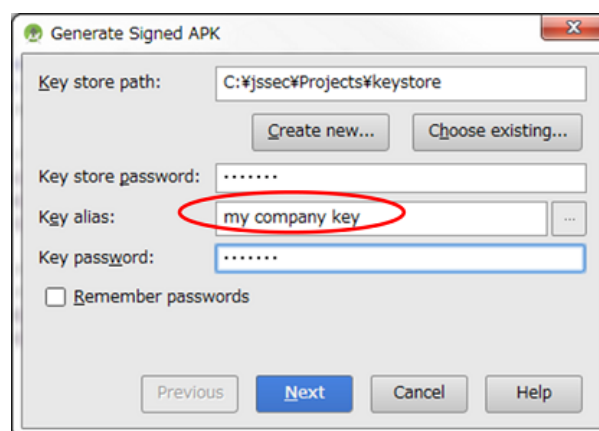 Generate Signed APK
Key store path: C:¥jssec¥Projects¥keystore
Create new... Choose existing...
Key store password: •••••••
Key alias: my company key ...
Key password: •••••••
Remember passwords
Previous Next Cancel Help